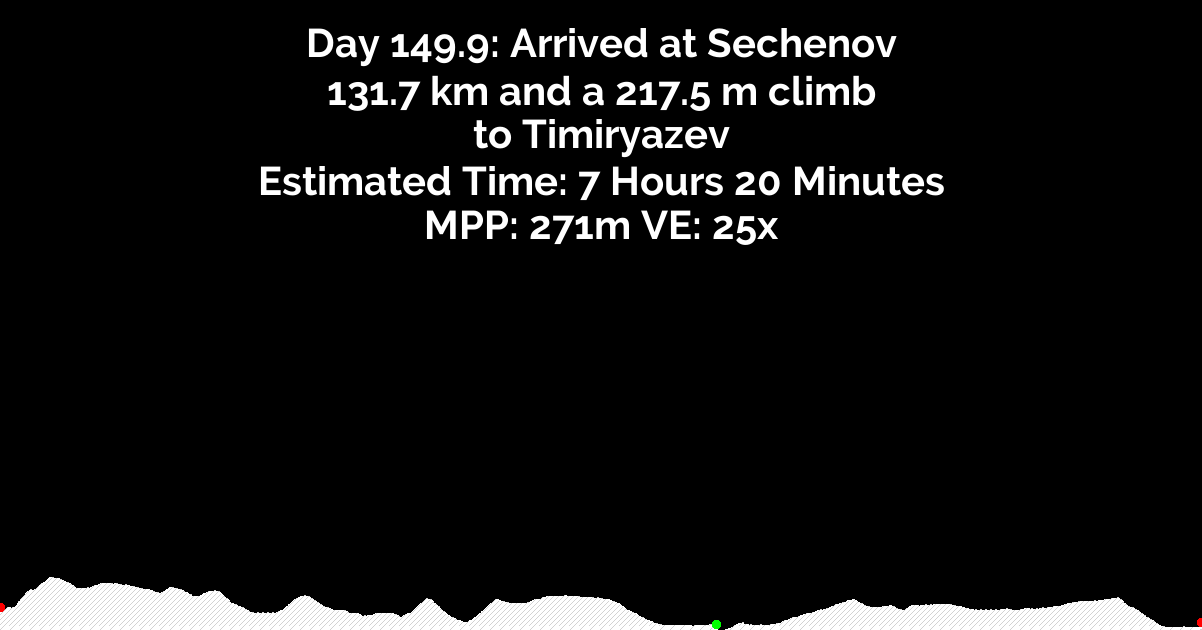 Day 149.9: Arrived at Sechenov
131.7 km and a 217.5 m climb
to Timiryazev
Estimated Time: 7 Hours 20 Minutes
MPP: 271m VE: 25x